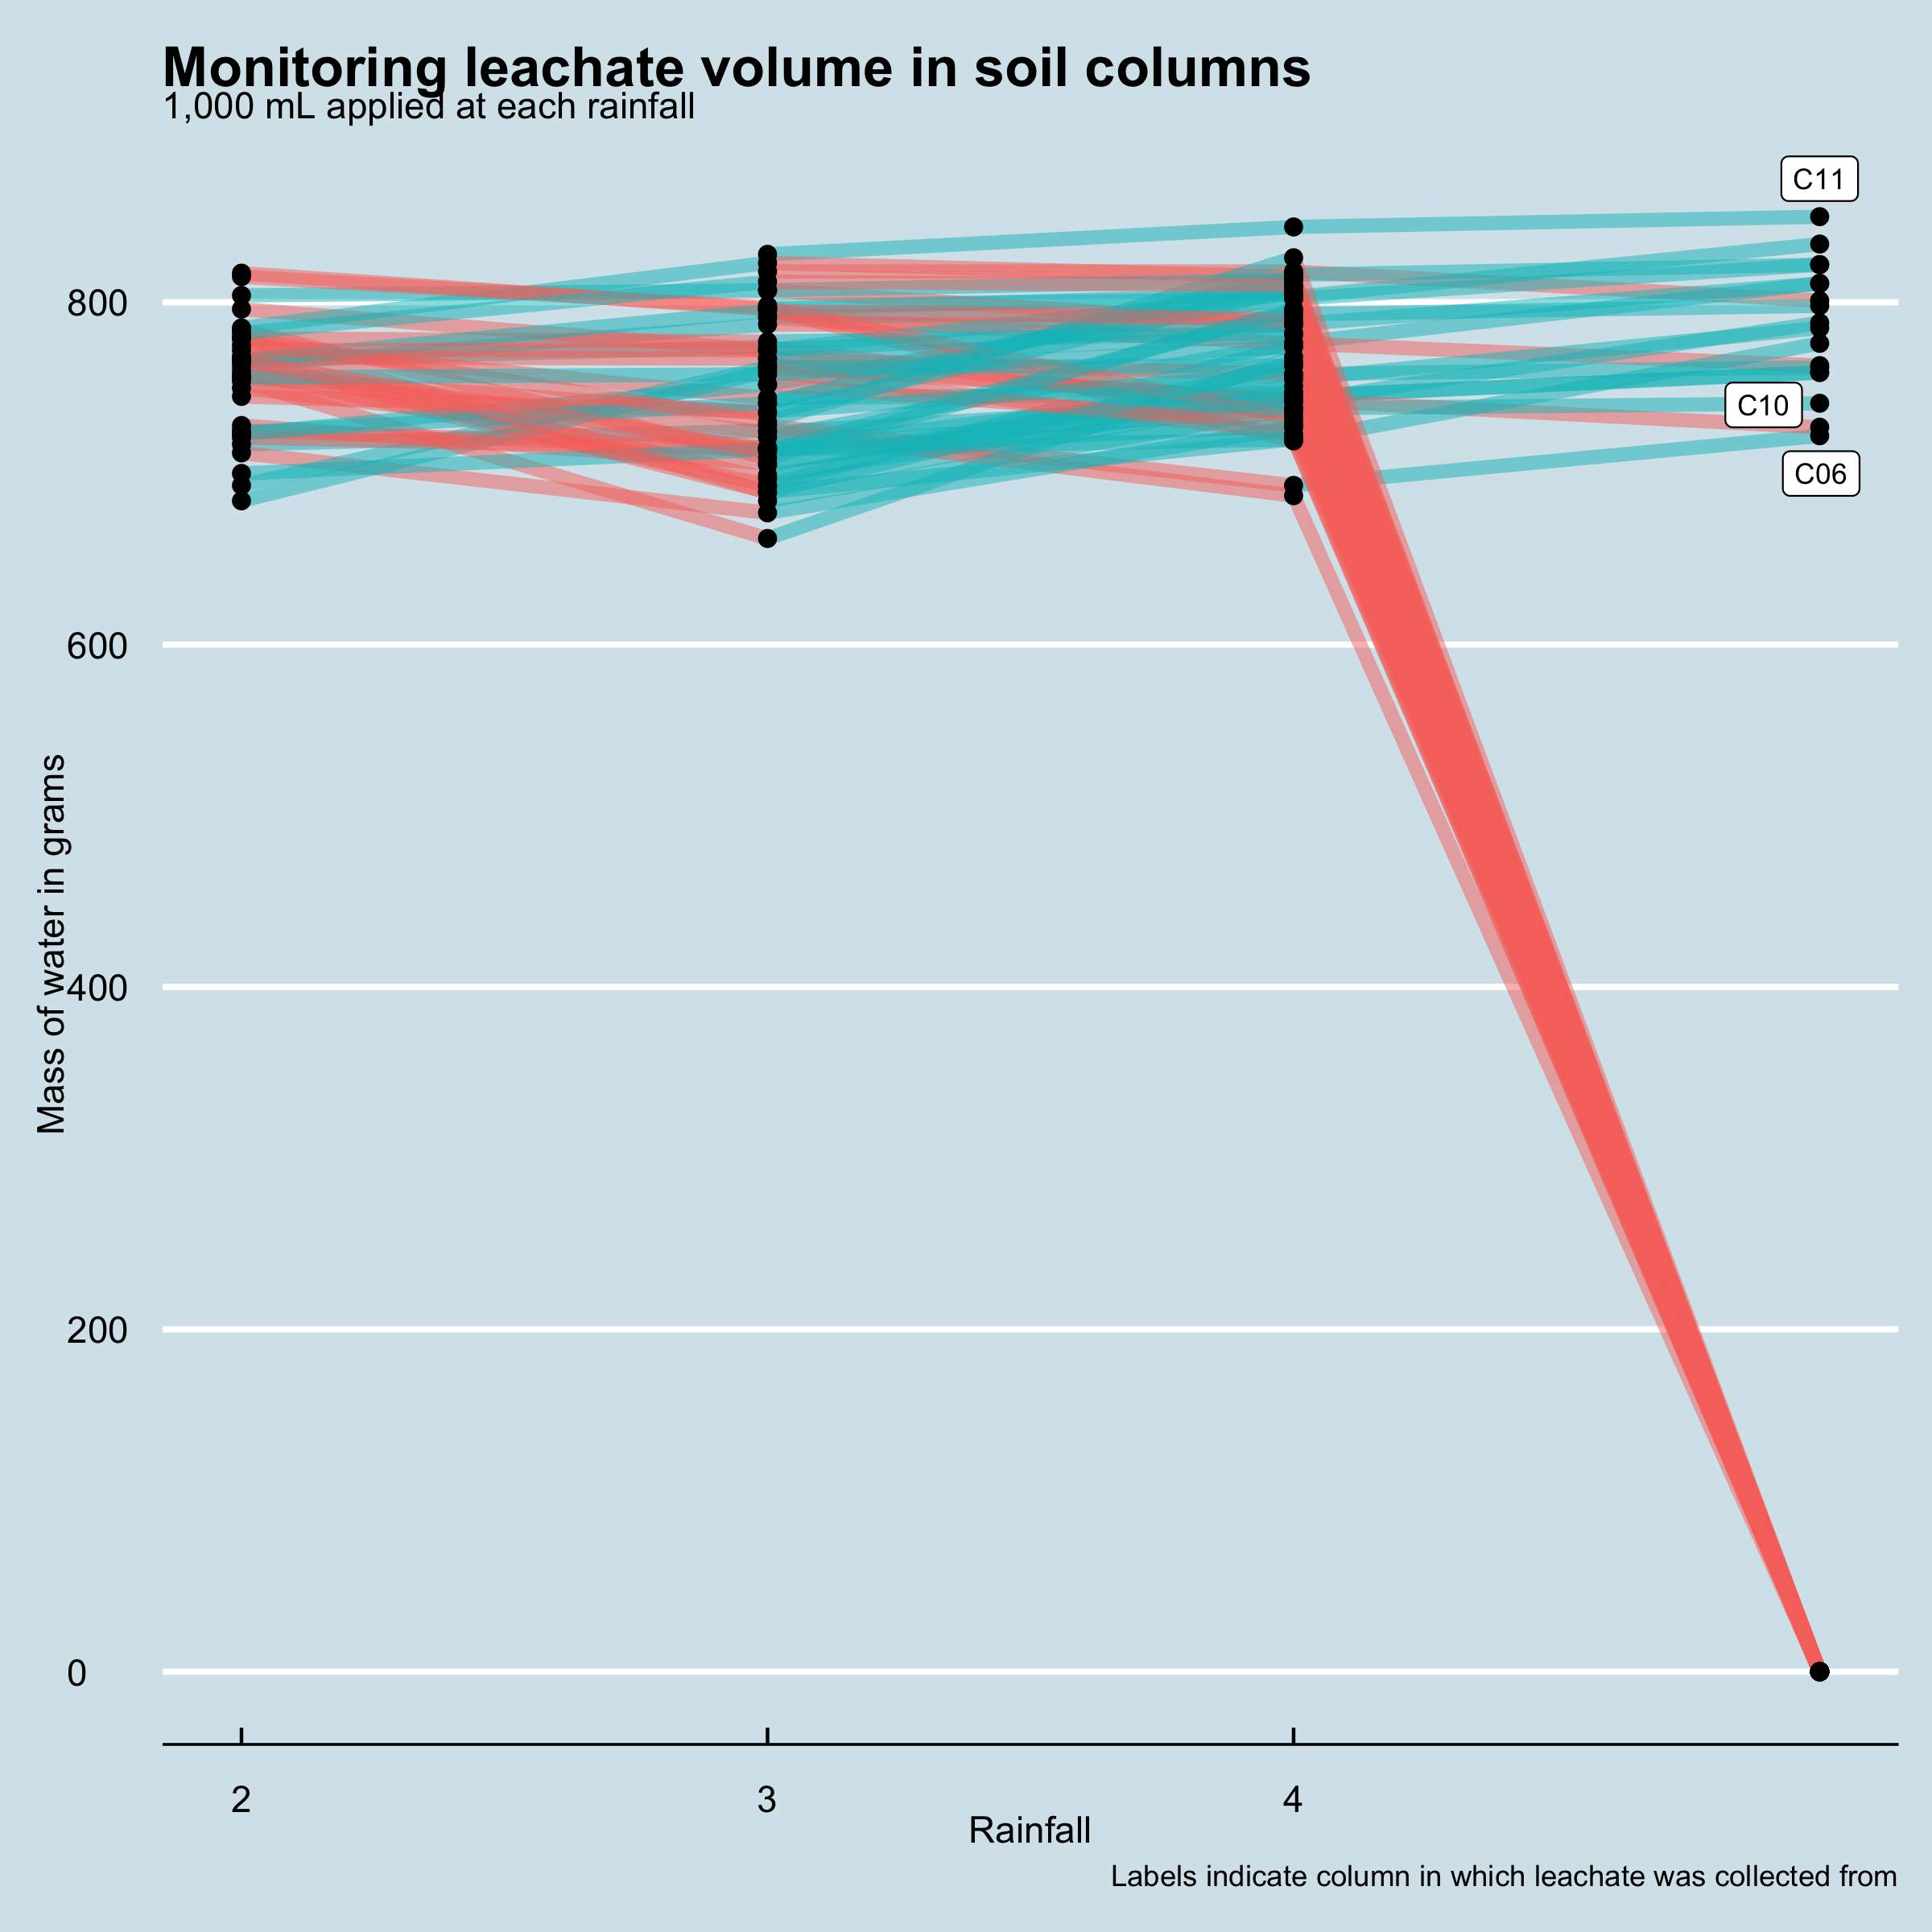 Monitoring leachate volume in soil columns
1,000 mL applied at each rainfall
C11
800
C10
C06
600
Mass of water in grams
400
200
0
2 3 4
Rainfall
Labels indicate column in which leachate was collected from